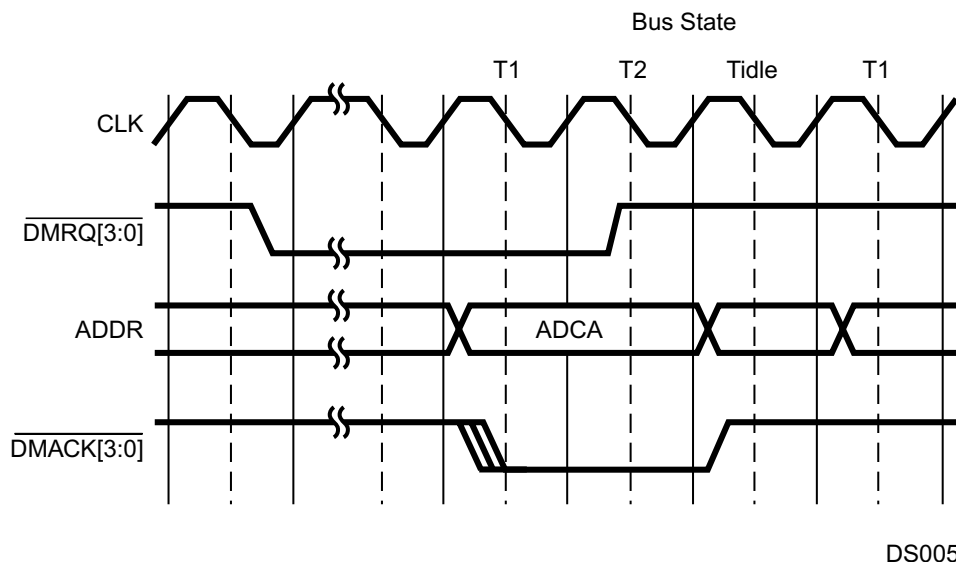 Bus State
T1 T2 Tidle T1
CLK
DMRQ[3:0]
ADDR ADCA
DMACK[3:0]
DS005